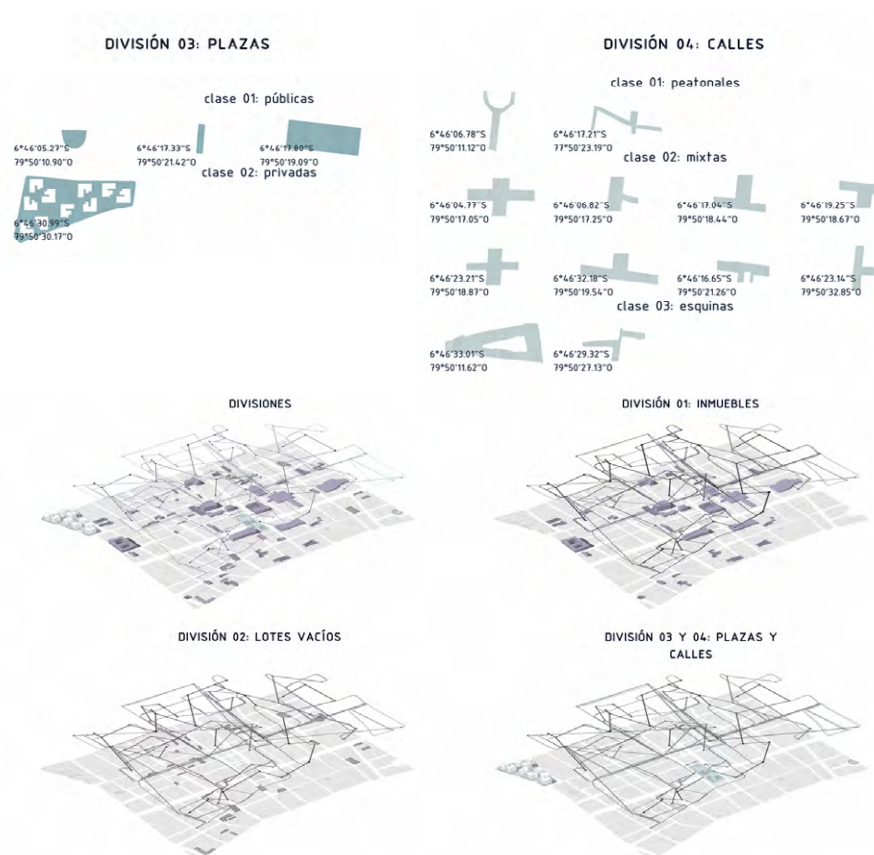 DIVISIÓN 03: PLAZAS
clase 01: públicas
6°46'05.27"S
79°50'10.90"O
6°46'17.33"S
79°50'21.42"O
6°46'17.80"S
79°50'19.09"O
clase 02: privadas
6°46'30.99"S
79°50'30.17"O
DIVISIÓN 04: CALLES
clase 01: peatonales
6°46'06.78"S
79°50'11.12"O
6°46'17.21"S
77°50'23.19"O
clase 02: mixtas
6°46'04.77"S
79°50'17.05"O
6°46'06.82"S
79°50'17.25"O
6°46'17.04"S
79°50'18.44"O
6°46'19.25"S
79°50'18.67"O
6°46'23.21"S
79°50'18.87"O
6°46'32.18"S
79°50'19.54"O
6°46'16.65"S
79°50'21.26"O
6°46'23.14"S
79°50'32.85"O
clase 03: esquinas
6°46'33.01"S
79°50'11.62"O
6°46'29.32"S
79°50'27.13"O
DIVISIONES
DIVISIÓN 01: INMUEBLES
DIVISIÓN 02: LOTES VACÍOS
DIVISIÓN 03 Y 04: PLAZAS Y
CALLES